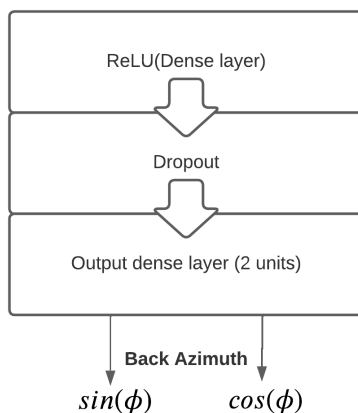 ReLU(Dense layer)
Dropout
Output dense layer (2 units)
Back Azimuth
sin(ϕ) cos(ϕ)